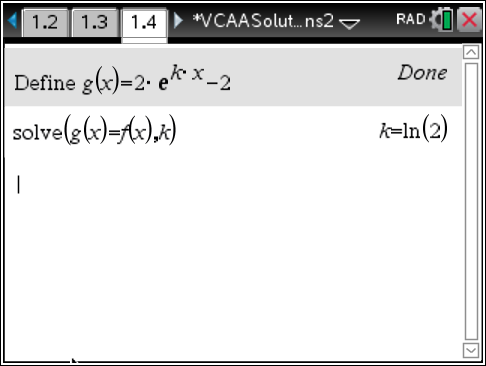 1.2 1.3 1.4 *VCAASolut...ns2 RAD
Define g(x)=2·e^k·x−2 Done
solve(g(x)=f(x),k) k=ln(2)